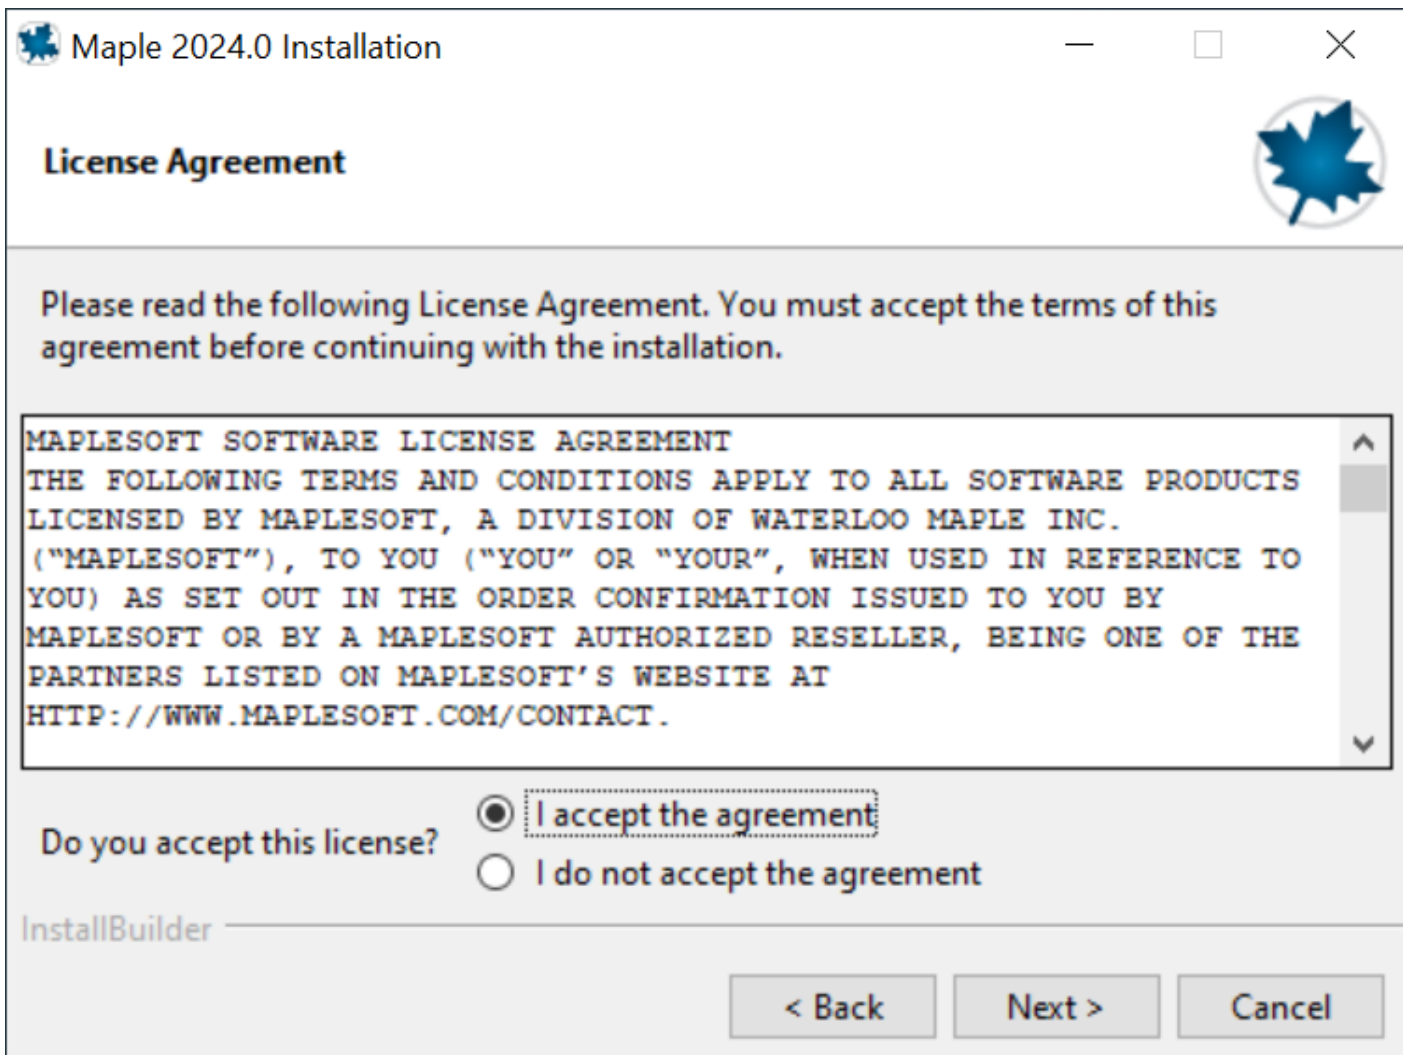 Maple 2024.0 Installation
License Agreement
Please read the following License Agreement. You must accept the terms of this
agreement before continuing with the installation.
MAPLESOFT SOFTWARE LICENSE AGREEMENT
THE FOLLOWING TERMS AND CONDITIONS APPLY TO ALL SOFTWARE PRODUCTS
LICENSED BY MAPLESOFT, A DIVISION OF WATERLOO MAPLE INC.
(“MAPLESOFT”), TO YOU (“YOU” OR “YOUR”, WHEN USED IN REFERENCE TO
YOU) AS SET OUT IN THE ORDER CONFIRMATION ISSUED TO YOU BY
MAPLESOFT OR BY A MAPLESOFT AUTHORIZED RESELLER, BEING ONE OF THE
PARTNERS LISTED ON MAPLESOFT’S WEBSITE AT
HTTP://WWW.MAPLESOFT.COM/CONTACT.
Do you accept this license?
I accept the agreement
I do not accept the agreement
InstallBuilder
< Back
Next >
Cancel